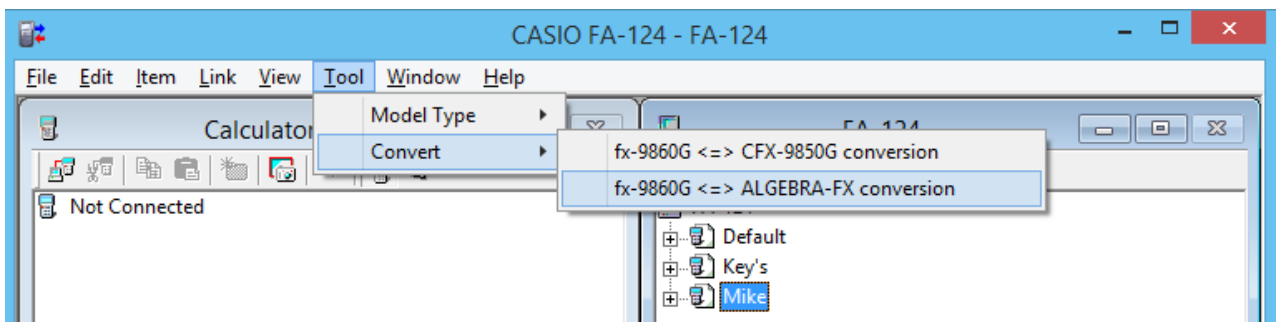 CASIO FA-124 - FA-124
File Edit Item Link View Tool Window Help
Calculator
Model Type
Convert
fx-9860G <=> CFX-9850G conversion
fx-9860G <=> ALGEBRA-FX conversion
Not Connected
Default
Key's
Mike